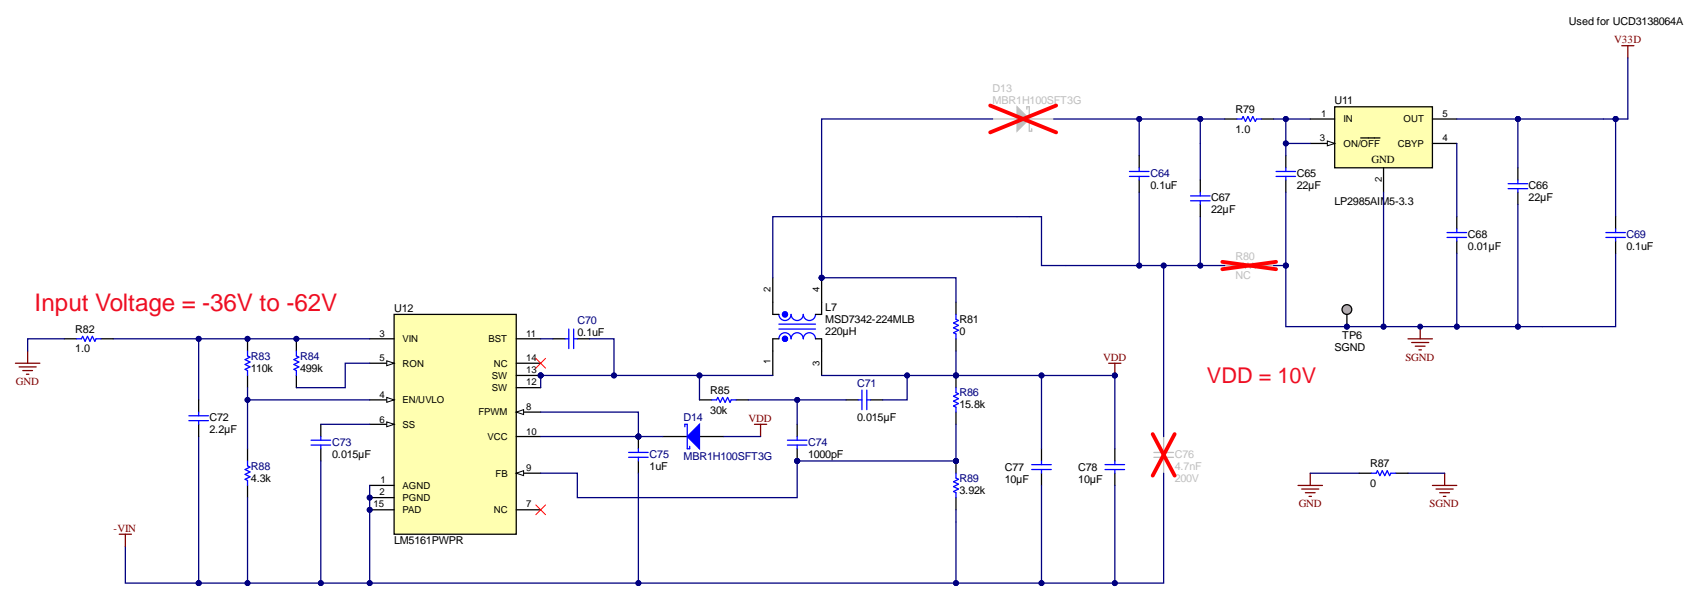 Used for UCD3138064A
V33D
D13
MBR1H100SFT3G
U11
R79
1.0
1
IN
OUT
5
3
ON/OFF
CBYP
4
GND
2
LP2985AIM5-3.3
C64
0.1uF
C67
22µF
C65
22µF
C66
22µF
C68
0.01µF
C69
0.1uF
R80
NC
TP6
SGND
SGND
Input Voltage = -36V to -62V
R82
1.0
GND
U12
3
VIN
BST
11
5
RON
NC
14
SW
13
SW
12
4
EN/UVLO
FPWM
8
6
SS
VCC
10
FB
9
1
AGND
2
PGND
15
PAD
NC
7
LM5161PWPR
R83
110k
R84
499k
C72
2.2µF
C73
0.015µF
R88
4.3k
-VIN
C70
0.1uF
2
4
L7
MSD7342-224MLB
220µH
1
3
R81
0
R85
30k
C71
0.015µF
D14
MBR1H100SFT3G
VDD
C75
1uF
C74
1000pF
R86
15.8k
R89
3.92k
VDD
C77
10µF
C78
10µF
C76
4.7nF
200V
VDD = 10V
R87
0
GND
SGND